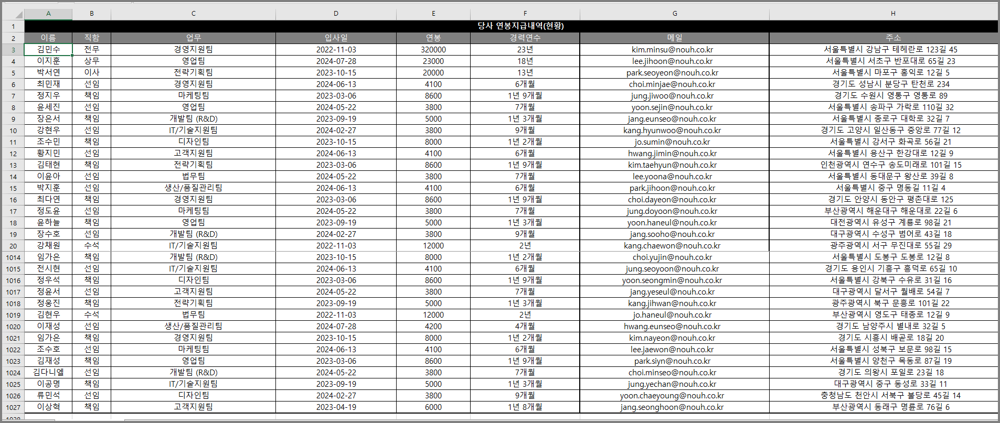 A B C D E F G H
1 당사 연봉지급내역(현황)
2 이름 직함 업무 입사일 연봉 경력연수 메일 주소
3 김민수 전무 경영지원팀 2022-11-03 320000 23년 kim.minsu@nouh.co.kr 서울특별시 강남구 테헤란로 123길 45
4 이지훈 상무 영업팀 2024-07-28 23000 18년 lee.jihoon@nouh.co.kr 서울특별시 서초구 반포대로 65길 23
5 박서연 이사 전략기획팀 2023-10-15 20000 13년 park.seoyeon@nouh.co.kr 서울특별시 마포구 홍익로 12길 5
6 최민재 선임 경영지원팀 2024-06-13 4100 6개월 choi.minjae@nouh.co.kr 경기도 성남시 분당구 탄천로 234
7 정지우 책임 마케팅팀 2023-03-06 8600 1년 9개월 jung.jiwoo@nouh.co.kr 경기도 수원시 영통구 영통로 89
8 윤세진 선임 영업팀 2024-05-22 3800 7개월 yoon.sejin@nouh.co.kr 서울특별시 송파구 가락로 110길 32
9 장은서 책임 개발팀 (R&D) 2023-09-19 5000 1년 3개월 jang.eunseo@nouh.co.kr 서울특별시 종로구 대학로 32길 7
10 강현우 선임 IT/기술지원팀 2024-02-27 3800 9개월 kang.hyunwoo@nouh.co.kr 경기도 고양시 일산동구 중앙로 77길 12
11 조수민 책임 디자인팀 2023-10-15 8000 1년 2개월 jo.sumin@nouh.co.kr 서울특별시 강서구 화곡로 56길 21
12 황지민 선임 고객지원팀 2024-06-13 4100 6개월 hwang.jimin@nouh.co.kr 서울특별시 용산구 한강대로 12길 9
13 김태현 책임 전략기획팀 2023-03-06 8600 1년 9개월 kim.taehyun@nouh.co.kr 인천광역시 연수구 송도미래로 101길 15
14 이윤아 선임 법무팀 2024-05-22 3800 7개월 lee.yoona@nouh.co.kr 서울특별시 동대문구 왕산로 39길 8
15 박지훈 선임 생산/품질관리팀 2024-06-13 4100 6개월 park.jihoon@nouh.co.kr 서울특별시 중구 명동길 11길 4
16 최다연 책임 경영지원팀 2023-03-06 8600 1년 9개월 choi.dayeon@nouh.co.kr 경기도 안양시 동안구 평촌대로 125
17 정도윤 선임 마케팅팀 2024-05-22 3800 7개월 jung.doyoon@nouh.co.kr 부산광역시 해운대구 해운대로 22길 6
18 윤하늘 책임 영업팀 2023-09-19 5000 1년 3개월 yoon.haneul@nouh.co.kr 대전광역시 유성구 계룡로 98길 21
19 장수호 선임 개발팀 (R&D) 2024-02-27 3800 9개월 jang.sooho@nouh.co.kr 대구광역시 수성구 범어로 43길 18
20 강채원 수석 IT/기술지원팀 2022-11-03 12000 2년 kang.chaewon@nouh.co.kr 광주광역시 서구 무진대로 55길 29
1014 임가은 책임 개발팀 (R&D) 2023-10-15 8000 1년 2개월 choi.yujin@nouh.co.kr 서울특별시 도봉구 도봉로 12길 8
1015 전시현 선임 IT/기술지원팀 2024-06-13 4100 6개월 jung.seoyoon@nouh.co.kr 경기도 용인시 기흥구 흥덕로 65길 10
1016 정우석 책임 디자인팀 2023-03-06 8600 1년 9개월 yoon.seongmin@nouh.co.kr 서울특별시 강북구 수유로 31길 16
1017 정윤서 선임 고객지원팀 2024-05-22 3800 7개월 jang.yeseul@nouh.co.kr 대구광역시 달서구 월배로 54길 7
1018 정웅진 책임 전략기획팀 2023-09-19 5000 1년 3개월 kang.jihwan@nouh.co.kr 광주광역시 북구 문흥로 101길 22
1019 김현우 수석 법무팀 2022-11-03 12000 2년 jo.haneul@nouh.co.kr 부산광역시 영도구 태종로 12길 9
1020 이재성 선임 생산/품질관리팀 2024-07-28 4200 4개월 hwang.eunseo@nouh.co.kr 경기도 남양주시 별내로 32길 5
1021 임가은 책임 경영지원팀 2023-10-15 8000 1년 2개월 kim.nayeon@nouh.co.kr 경기도 시흥시 배곧로 18길 20
1022 조수호 선임 마케팅팀 2024-06-13 4100 6개월 lee.jaewon@nouh.co.kr 서울특별시 성북구 보문로 98길 15
1023 김재성 책임 영업팀 2023-03-06 8600 1년 9개월 park.siyn@nouh.co.kr 서울특별시 양천구 목동로 87길 19
1024 김다니엘 선임 개발팀 (R&D) 2024-05-22 3800 7개월 choi.minseo@nouh.co.kr 경기도 의왕시 포일로 23길 18
1025 이공명 책임 IT/기술지원팀 2023-09-19 5000 1년 3개월 jung.yechan@nouh.co.kr 대구광역시 중구 동성로 33길 11
1026 류민석 선임 디자인팀 2024-02-27 3800 9개월 yoon.chaeyoung@nouh.co.kr 충청남도 천안시 서북구 불당로 45길 14
1027 이상혁 책임 고객지원팀 2023-04-19 6000 1년 8개월 jang.seonghoon@nouh.co.kr 부산광역시 동래구 명륜로 76길 6